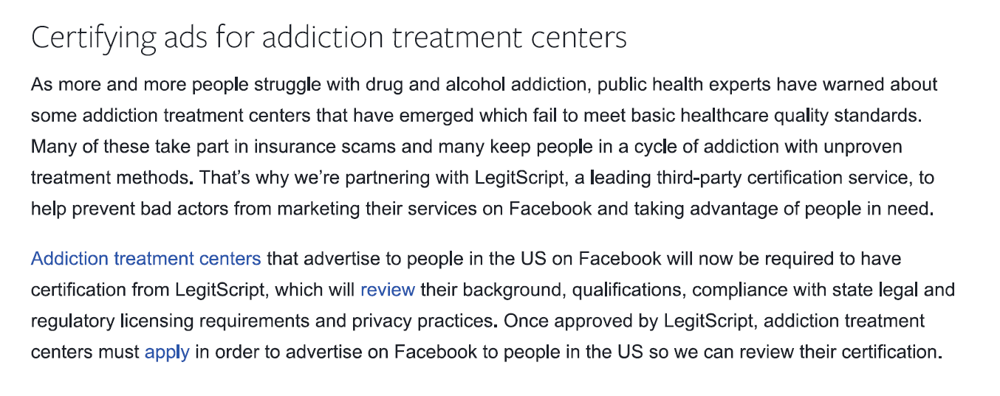 Certifying ads for addiction treatment centers
As more and more people struggle with drug and alcohol addiction, public health experts have warned about
some addiction treatment centers that have emerged which fail to meet basic healthcare quality standards.
Many of these take part in insurance scams and many keep people in a cycle of addiction with unproven
treatment methods. That’s why we’re partnering with LegitScript, a leading third-party certification service, to
help prevent bad actors from marketing their services on Facebook and taking advantage of people in need.
Addiction treatment centers that advertise to people in the US on Facebook will now be required to have
certification from LegitScript, which will review their background, qualifications, compliance with state legal and
regulatory licensing requirements and privacy practices. Once approved by LegitScript, addiction treatment
centers must apply in order to advertise on Facebook to people in the US so we can review their certification.